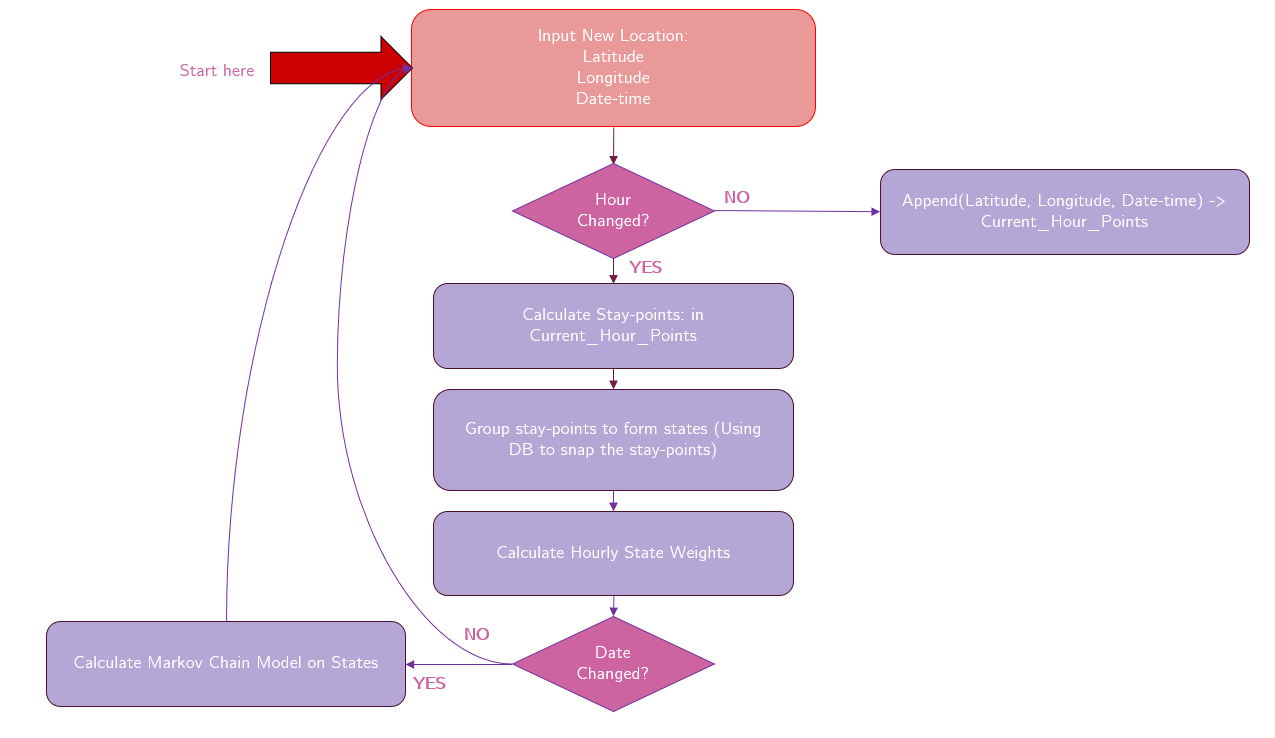 Input New Location:
Latitude
Longitude
Date-time
Start here
Hour
Changed?
NO
Append(Latitude, Longitude, Date-time) ->
Current_Hour_Points
YES
Calculate Stay-points: in
Current_Hour_Points
Group stay-points to form states (Using
DB to snap the stay-points)
Calculate Hourly State Weights
NO
Date
Changed?
Calculate Markov Chain Model on States
YES